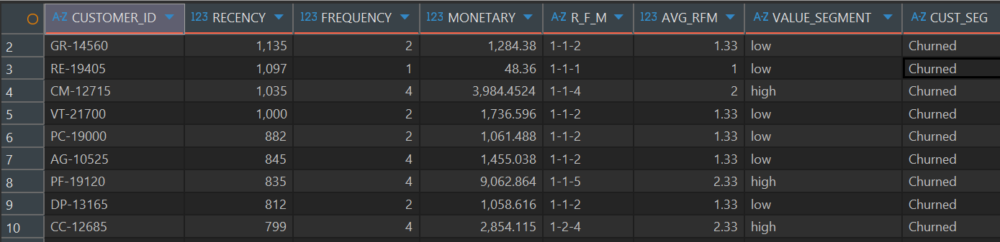 CUSTOMER_ID RECENCY FREQUENCY MONETARY R_F_M AVG_RFM VALUE_SEGMENT CUST_SEG
2 GR-14560 1,135 2 1,284.38 1-1-2 1.33 low Churned
3 RE-19405 1,097 1 48.36 1-1-1 1 low Churned
4 CM-12715 1,035 4 3,984.4524 1-1-4 2 high Churned
5 VT-21700 1,000 2 1,736.596 1-1-2 1.33 low Churned
6 PC-19000 882 2 1,061.488 1-1-2 1.33 low Churned
7 AG-10525 845 4 1,455.038 1-1-2 1.33 low Churned
8 PF-19120 835 4 9,062.864 1-1-5 2.33 high Churned
9 DP-13165 812 2 1,058.616 1-1-2 1.33 low Churned
10 CC-12685 799 4 2,854.115 1-2-4 2.33 high Churned